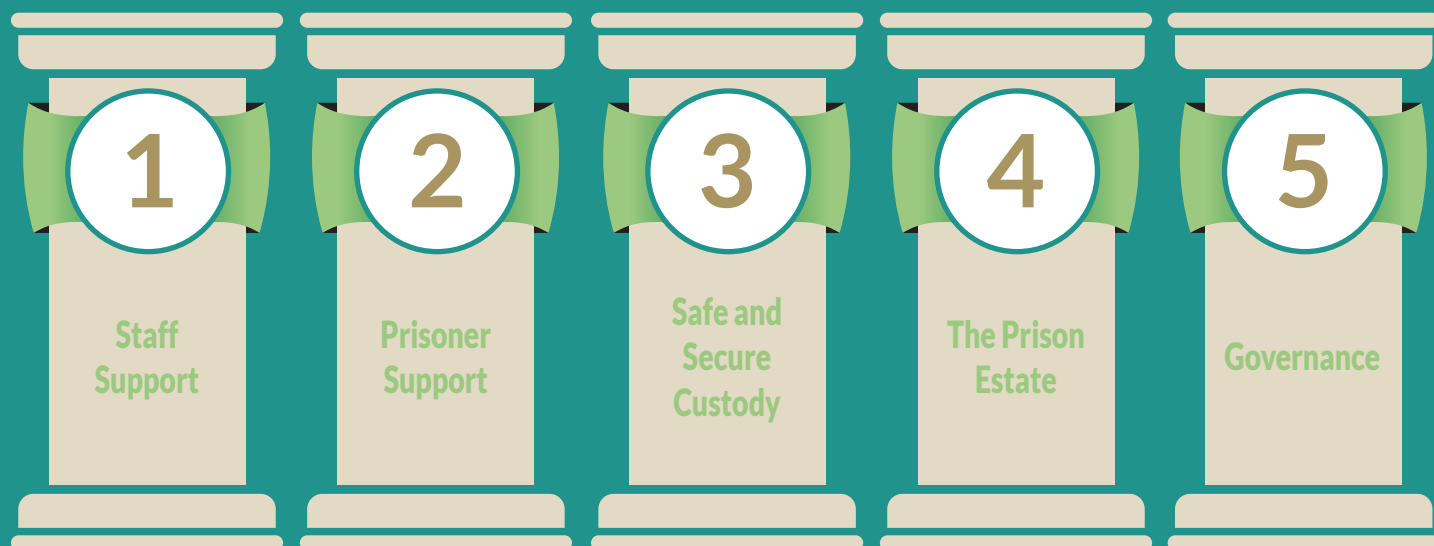 1
Staff
Support
2
Prisoner
Support
3
Safe and
Secure
Custody
4
The Prison
Estate
5
Governance